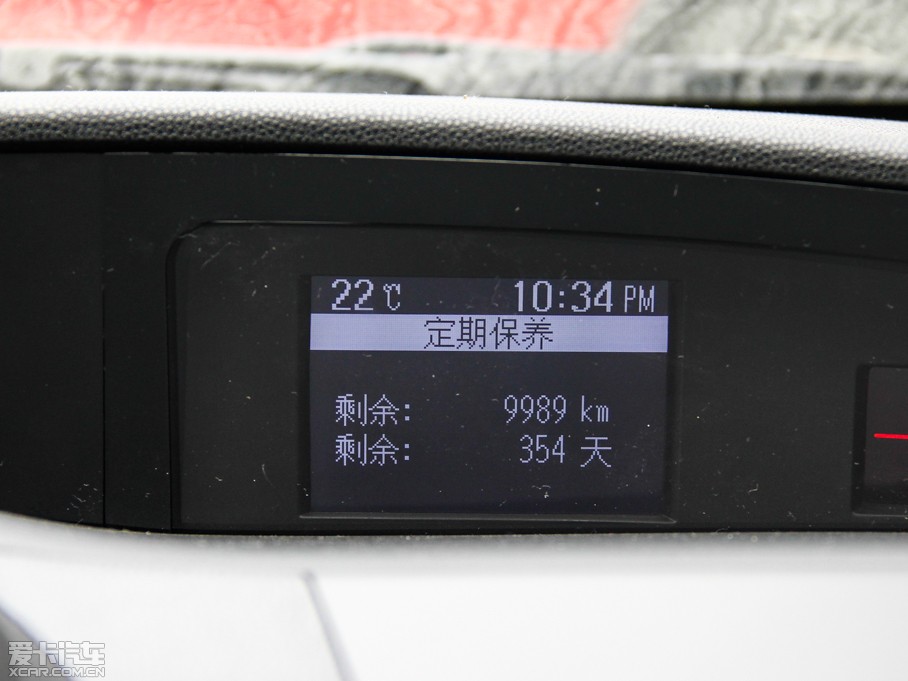 22℃ 10:34 PM
定期保养
剩余: 9989 km
剩余: 354 天
爱卡汽车
XCAR.COM.CN